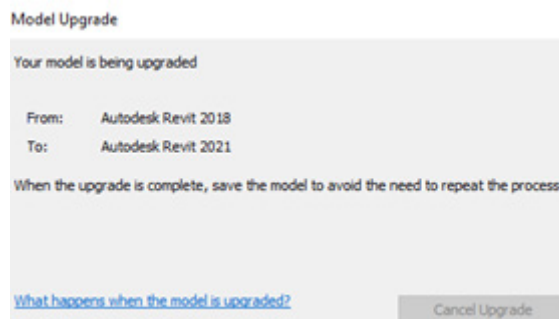 Model Upgrade
Your model is being upgraded
From: Autodesk Revit 2018
To: Autodesk Revit 2021
When the upgrade is complete, save the model to avoid the need to repeat the process
What happens when the model is upgraded?
Cancel Upgrade